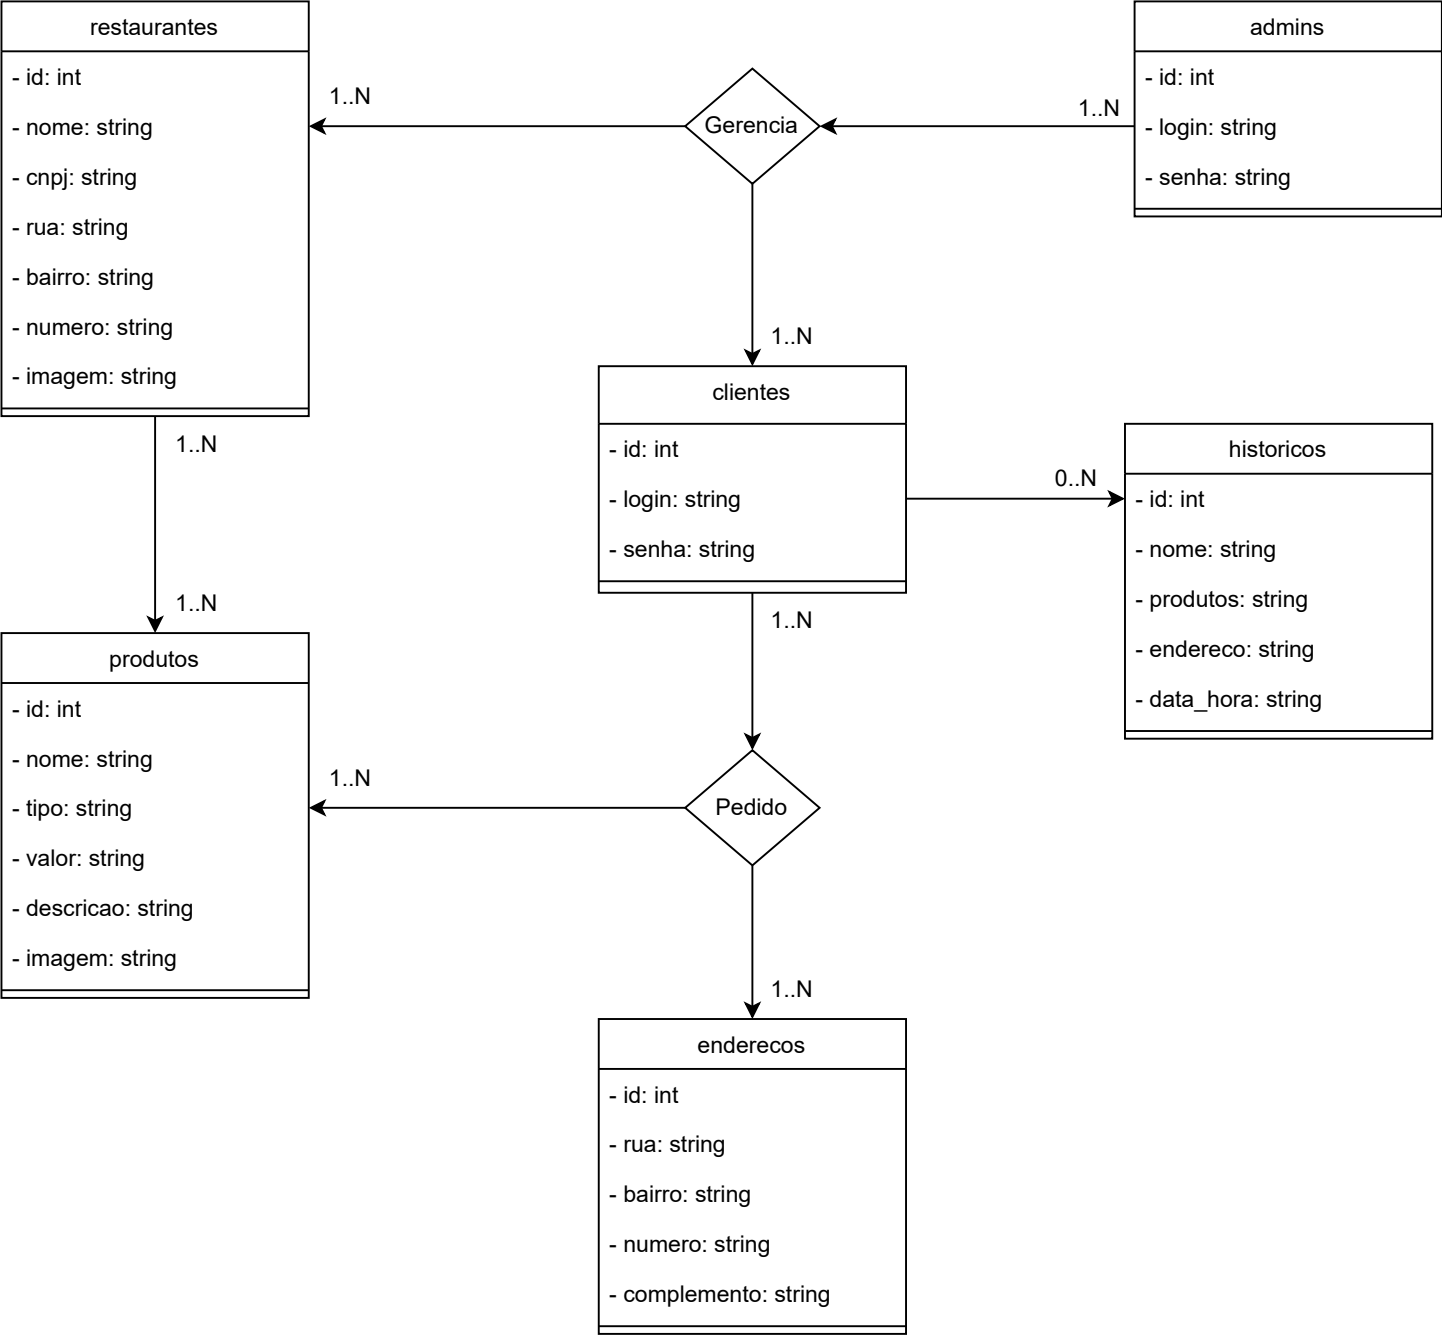 restaurantes
- id: int
- nome: string
- cnpj: string
- rua: string
- bairro: string
- numero: string
- imagem: string
1..N
Gerencia
1..N
admins
- id: int
- login: string
- senha: string
1..N
clientes
- id: int
- login: string
- senha: string
0..N
historicos
- id: int
- nome: string
- produtos: string
- endereco: string
- data_hora: string
1..N
1..N
produtos
- id: int
- nome: string
- tipo: string
- valor: string
- descricao: string
- imagem: string
1..N
1..N
Pedido
1..N
enderecos
- id: int
- rua: string
- bairro: string
- numero: string
- complemento: string